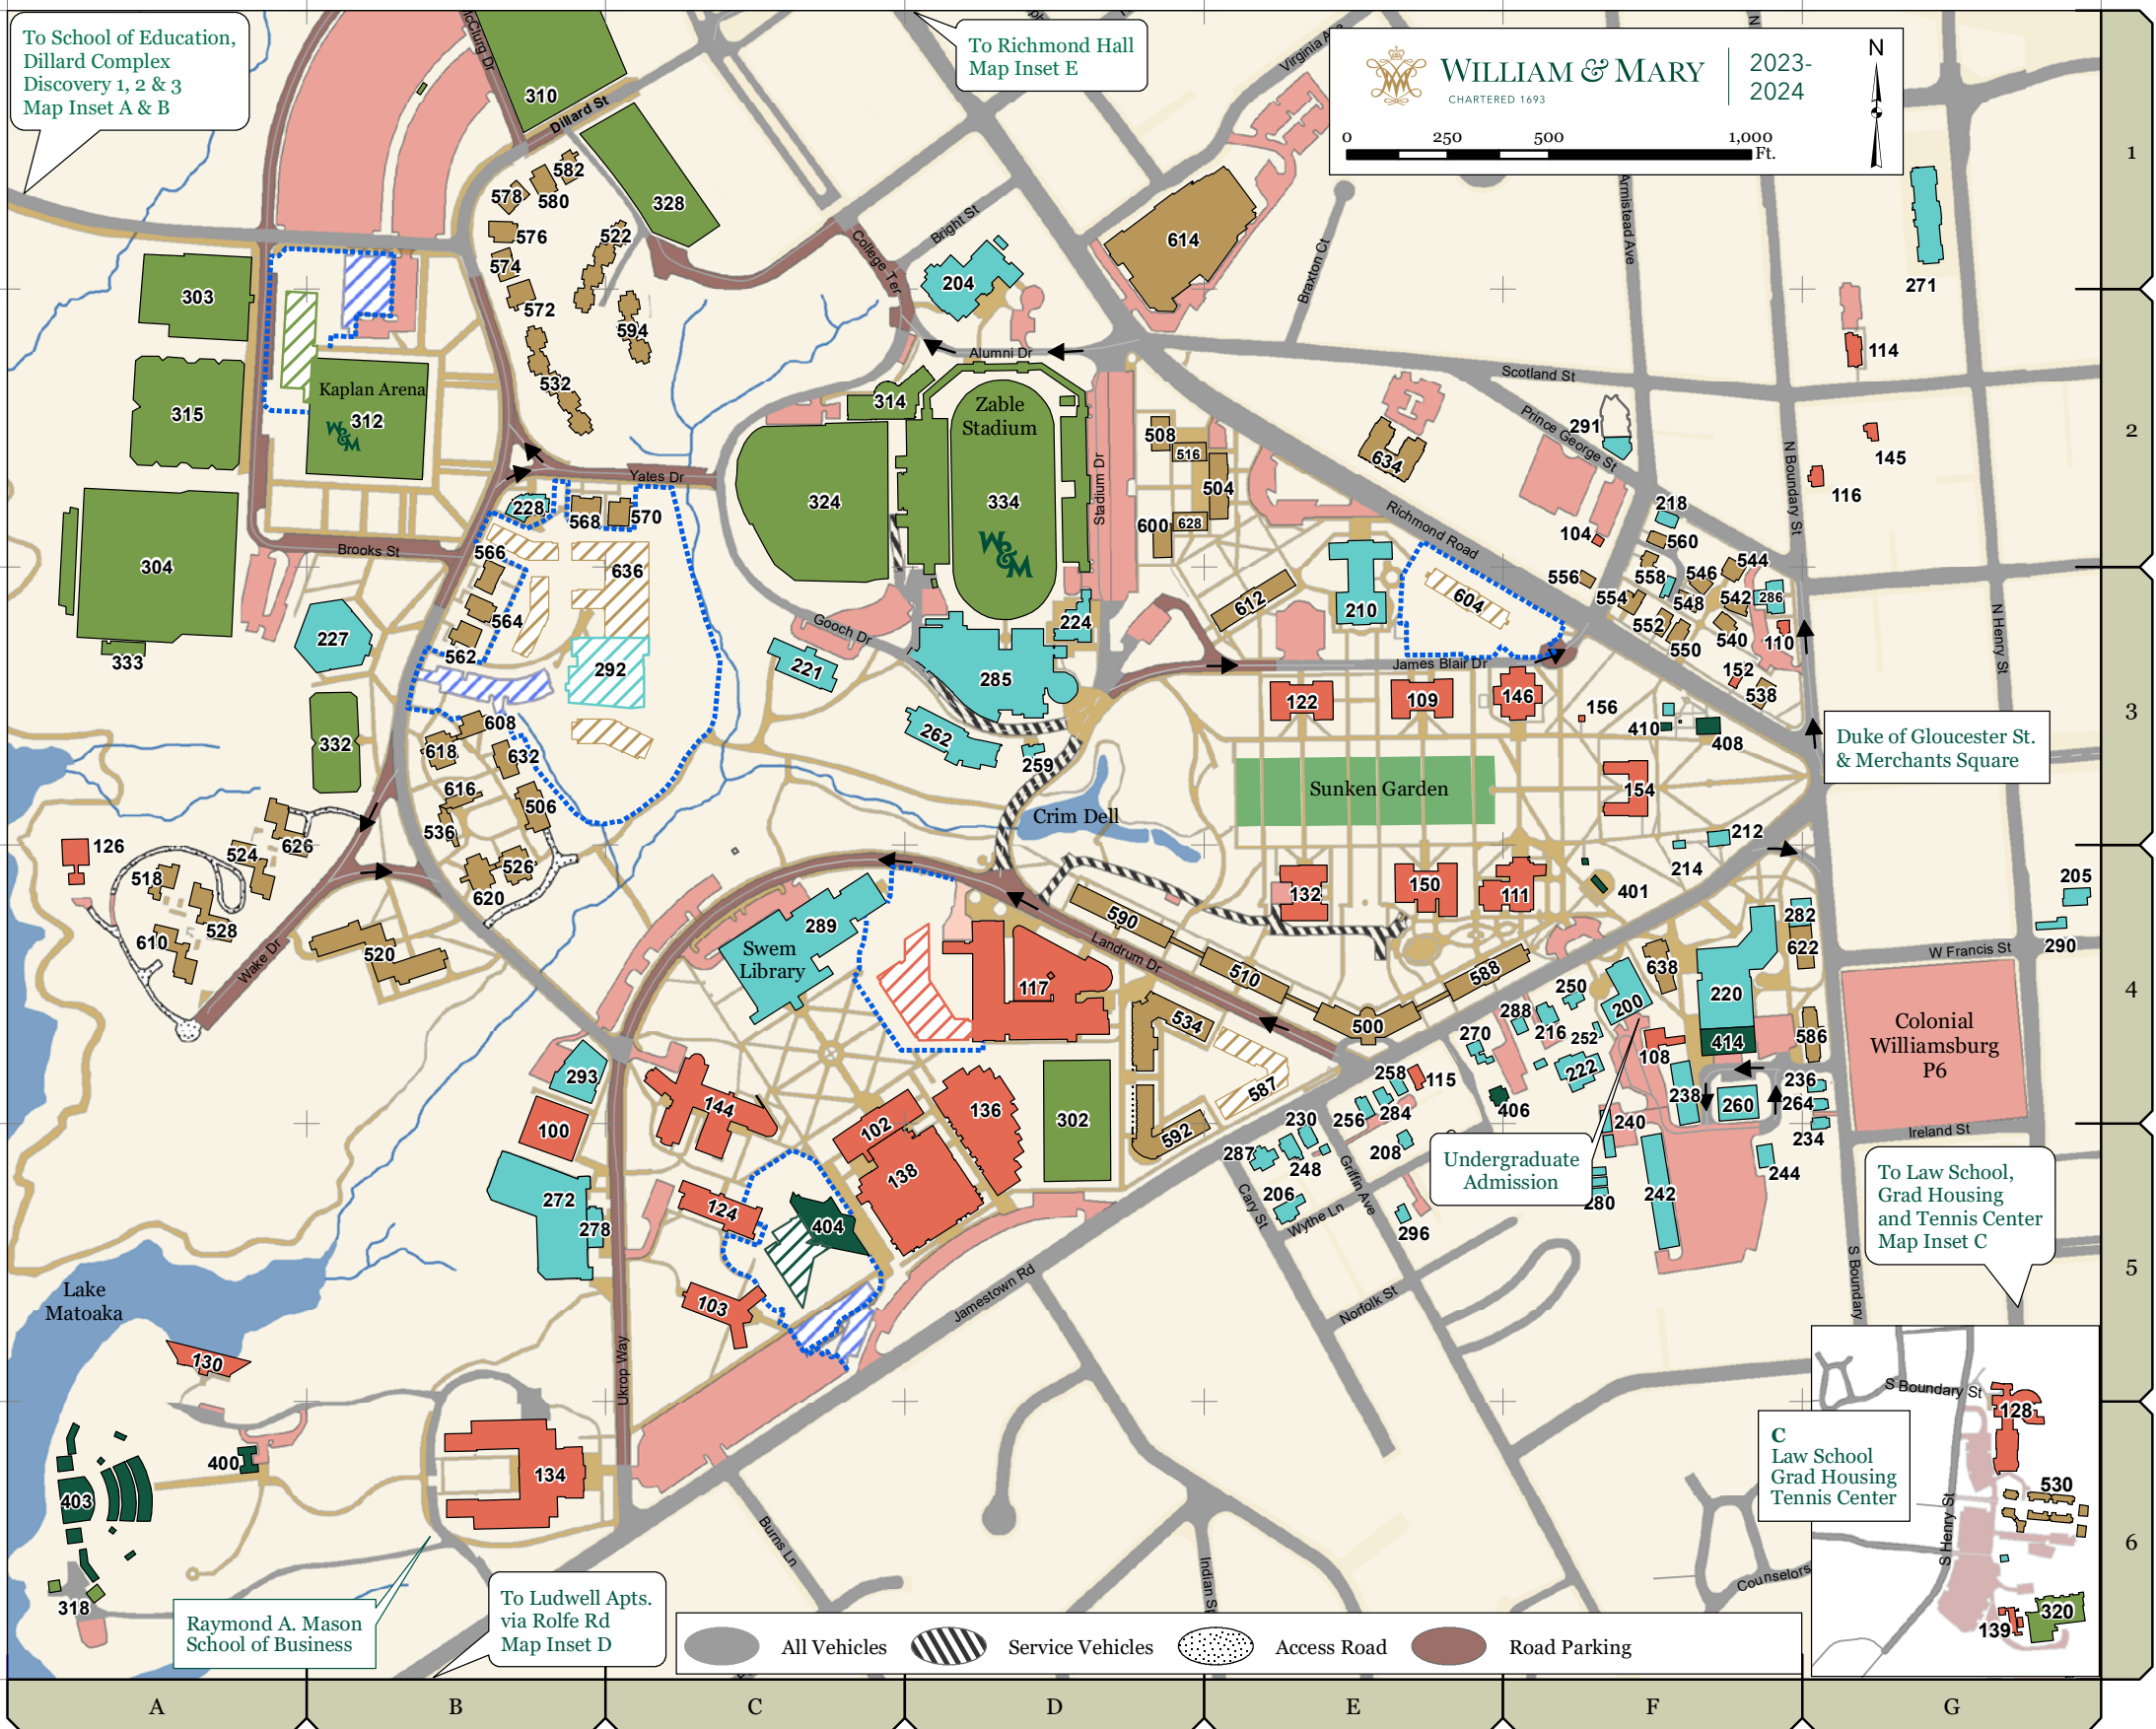 To School of Education,
Dillard Complex
Discovery 1, 2 & 3
Map Inset A & B
McClurg Dr
310
Dillard St
To Richmond Hall
Map Inset E
Virginia Ave
WILLIAM & MARY
CHARTERED 1693
2023-
2024
N
0 250 500 1,000
Ft.
1
582
578
580
328
576
522
574
572
594
303
College Ter
Bright St
204
614
Braxton Ct
Armistead Ave
271
114
Kaplan Arena
312
W&M
315
532
Alumni Dr
314
Zable
Stadium
334
W&M
324
Stadium Dr
508
516
504
600
628
Scotland St
Prince George St
291
634
N Boundary St
145
116
2
Yates Dr
228
568
570
304
Brooks St
566
636
564
562
227
333
292
Richmond Road
218
104
560
556
558
546
544
554
548
542
286
552
550
540
110
152
538
612
210
604
224
Gooch Dr
221
285
262
259
James Blair Dr
122
109
146
156
410
408
N Henry St
Duke of Gloucester St.
& Merchants Square
3
332
608
618
632
616
506
536
526
620
Crim Dell
Sunken Garden
154
212
214
126
524
626
518
528
610
Wake Dr
520
289
Swem
Library
590
Landrum Dr
117
510
588
500
132
150
111
401
205
282
622
290
W Francis St
638
220
250
200
288
216
252
270
222
108
414
586
Colonial
Williamsburg
P6
4
534
587
592
302
293
100
144
102
136
138
258
115
256
284
406
238
260
236
264
234
240
230
287
248
208
206
Griffin Ave
Cary St
Wythe Ln
296
Undergraduate
Admission
280
242
244
Ireland St
To Law School,
Grad Housing
and Tennis Center
Map Inset C
272
278
124
404
103
Jamestown Rd
Norfolk St
S Boundary
5
Lake
Matoaka
130
Ukrop Way
400
403
134
318
Burns Ln
Indian St
Counselors
S Boundary St
128
C
Law School
Grad Housing
Tennis Center
530
S Henry St
320
139
6
Raymond A. Mason
School of Business
To Ludwell Apts.
via Rolfe Rd
Map Inset D
All Vehicles
Service Vehicles
Access Road
Road Parking
A B C D E F G